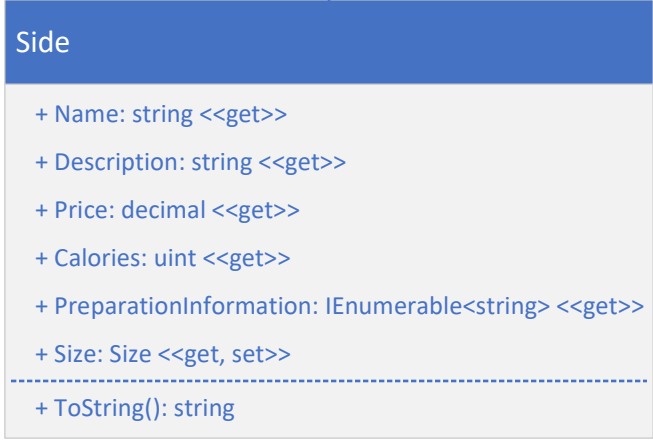 Side
+ Name: string <<get>>
+ Description: string <<get>>
+ Price: decimal <<get>>
+ Calories: uint <<get>>
+ PreparationInformation: IEnumerable<string> <<get>>
+ Size: Size <<get, set>>
+ ToString(): string